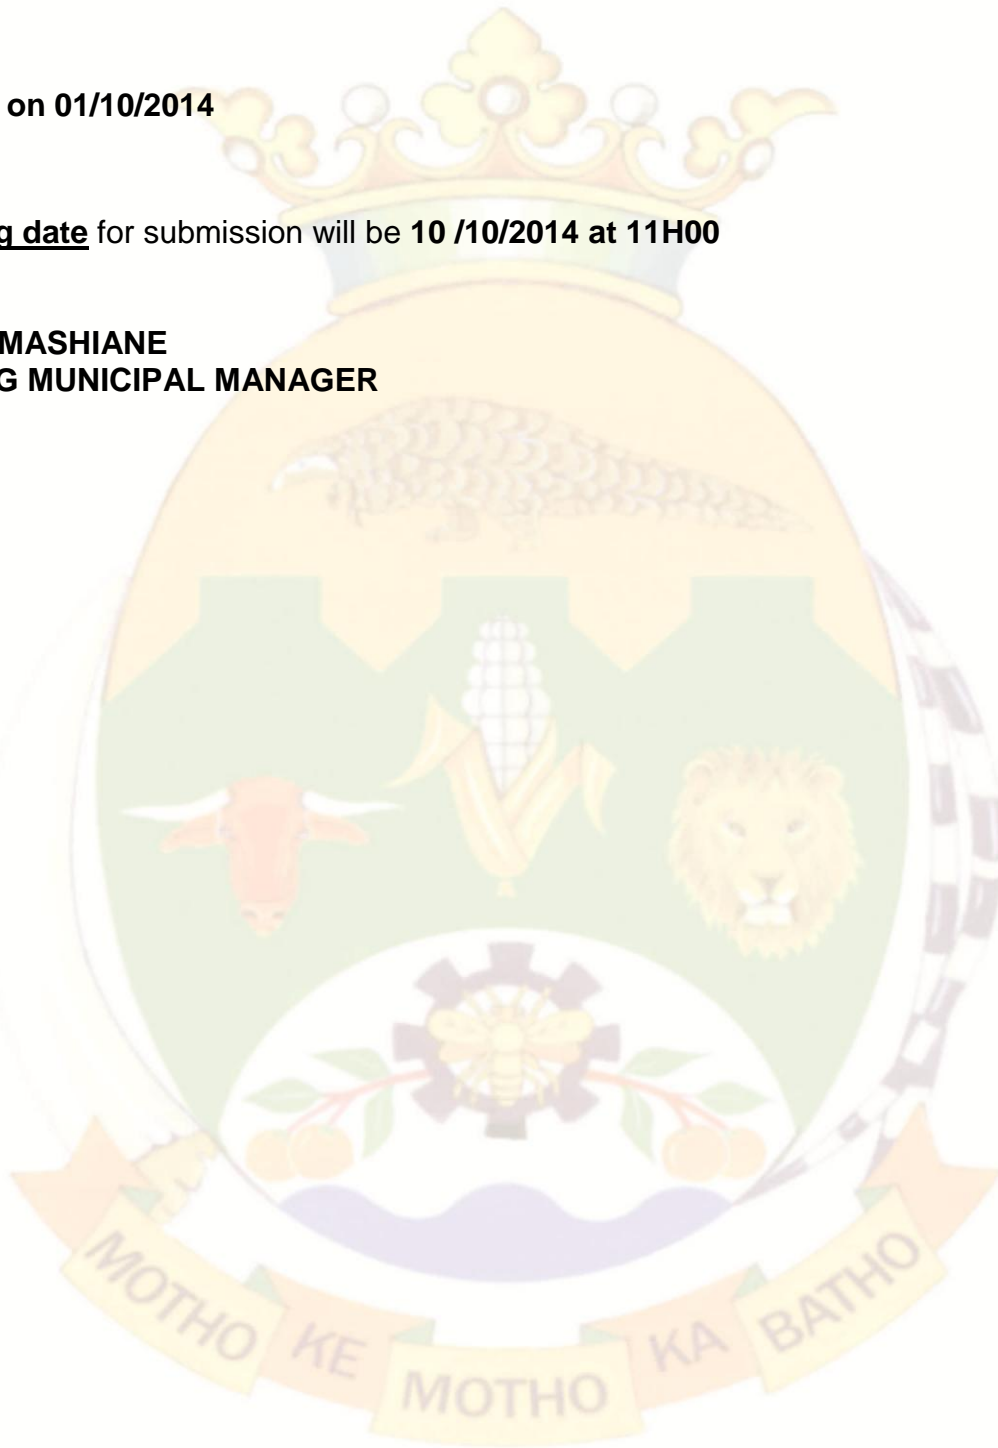 on 01/10/2014
g date for submission will be 10 /10/2014 at 11H00
MASHIANE
G MUNICIPAL MANAGER
MOTHO KE MOTHO KA BATHO